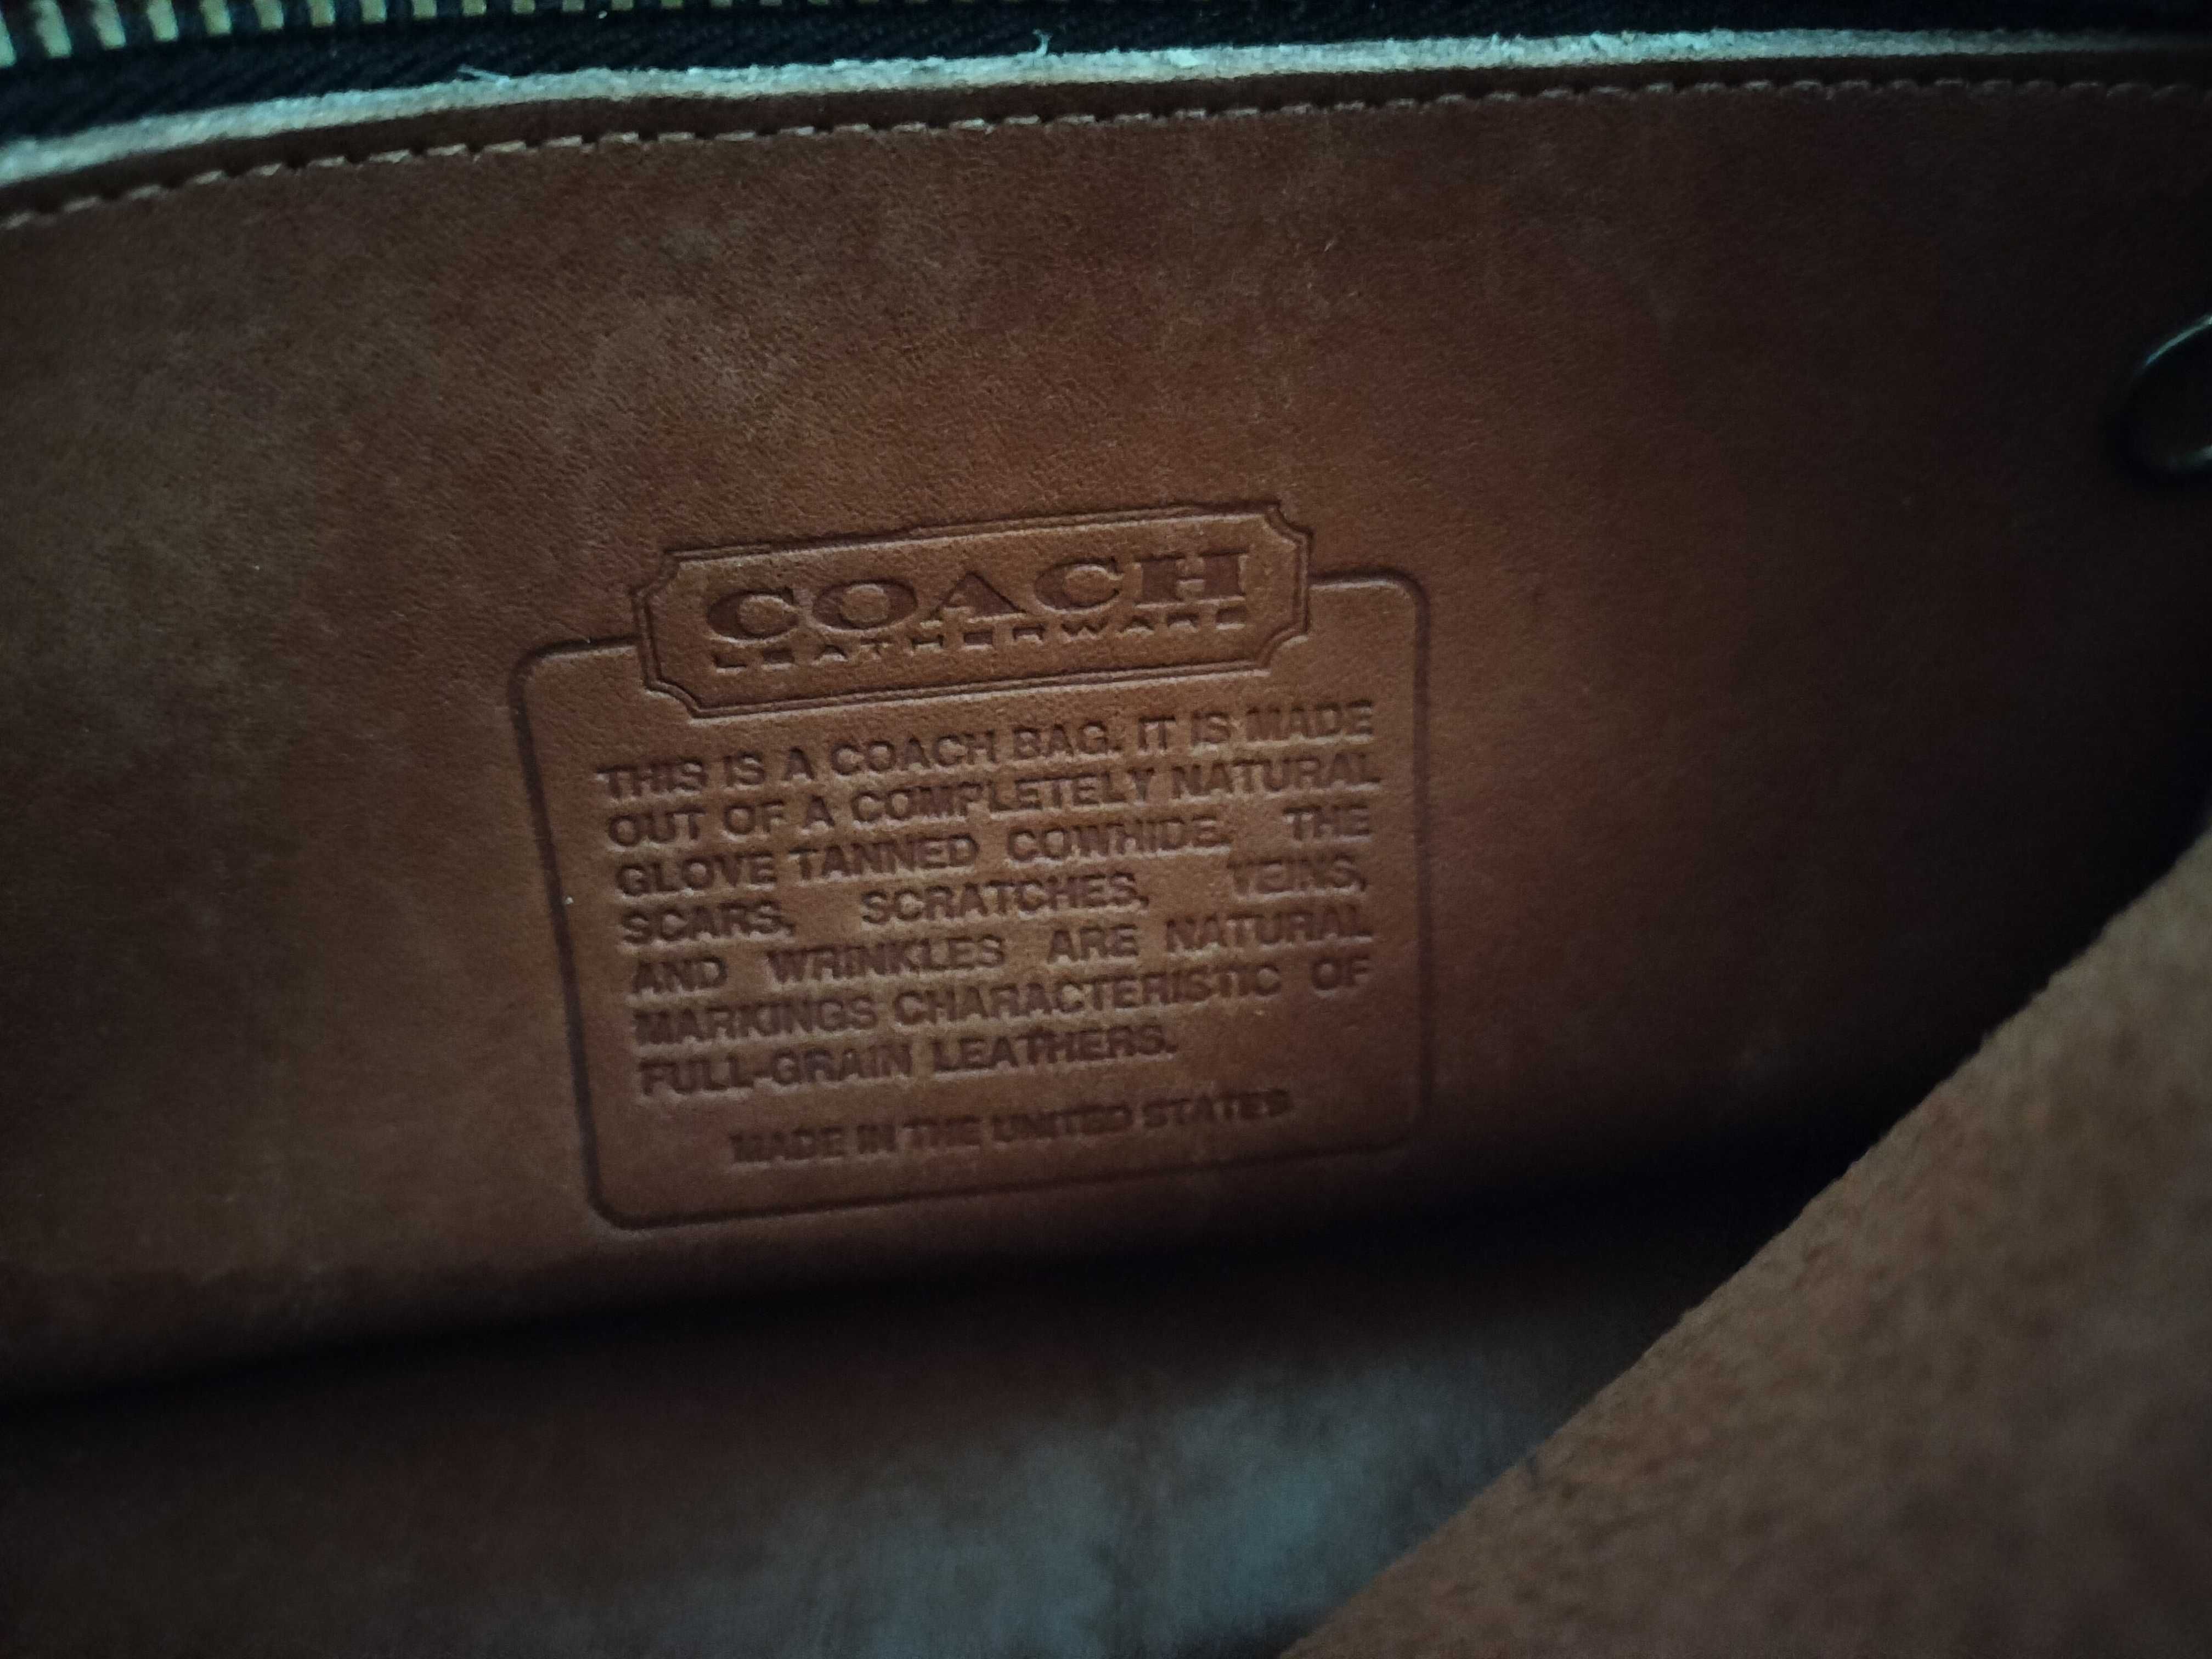 COACH
LEATHERWARE
THIS IS A COACH BAG. IT IS MADE
OUT OF A COMPLETELY NATURAL
GLOVE TANNED COWHIDE. THE
SCARS, SCRATCHES, VEINS,
AND WRINKLES ARE NATURAL
MARKINGS CHARACTERISTIC OF
FULL-GRAIN LEATHERS.
MADE IN THE UNITED STATES